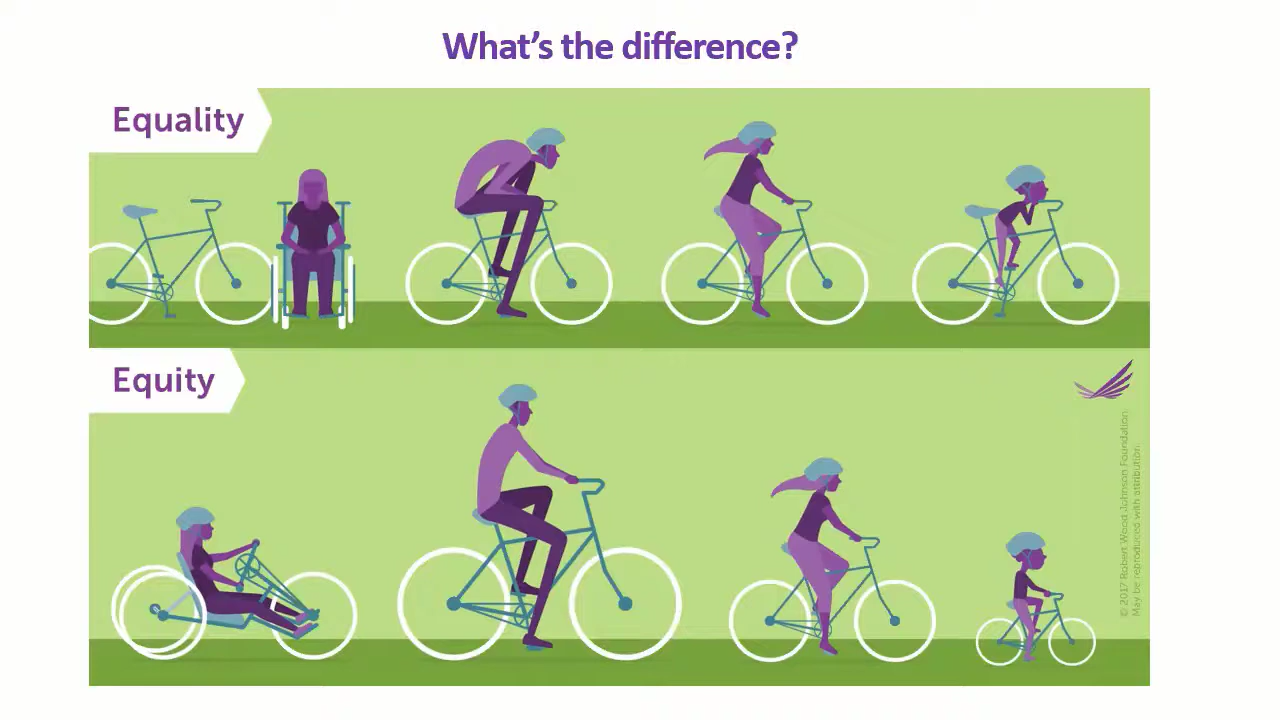 What's the difference?
Equality
Equity
© 2017 Robert Wood Johnson Foundation.
May be reproduced with attribution.